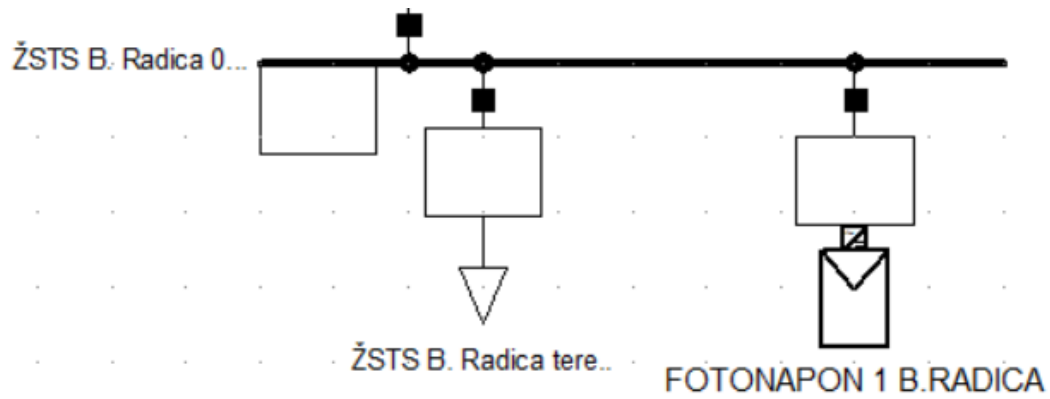 ŽSTS B. Radica 0...
ŽSTS B. Radica tere..
FOTONAPON 1 B.RADICA